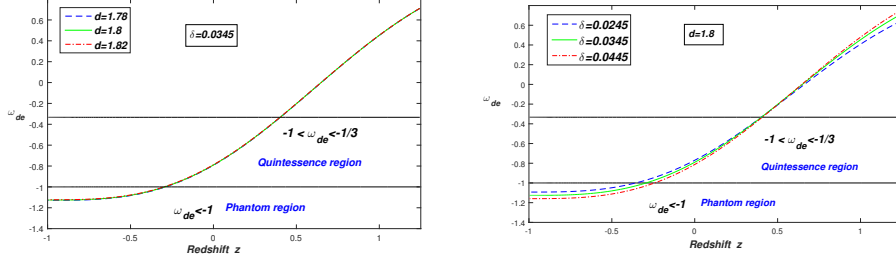 d=1.78
d=1.8
d=1.82
δ=0.0345
0.6
0.4
0.2
0
-0.2
-0.4
-0.6
-0.8
-1
-1.2
-1.4
ω_de
-1 < ω_de<-1/3
Quintessence region
ω_de<-1
Phantom region
-1 -0.5 0 0.5 1
Redshift z
δ=0.0245
δ=0.0345
δ=0.0445
d=1.8
0.6
0.4
0.2
0
-0.2
-0.4
-0.6
-0.8
-1
-1.2
-1.4
ω_de
-1 < ω_de<-1/3
Quintessence region
ω_de<-1
Phantom region
-1 -0.5 0 0.5 1
Redshift z